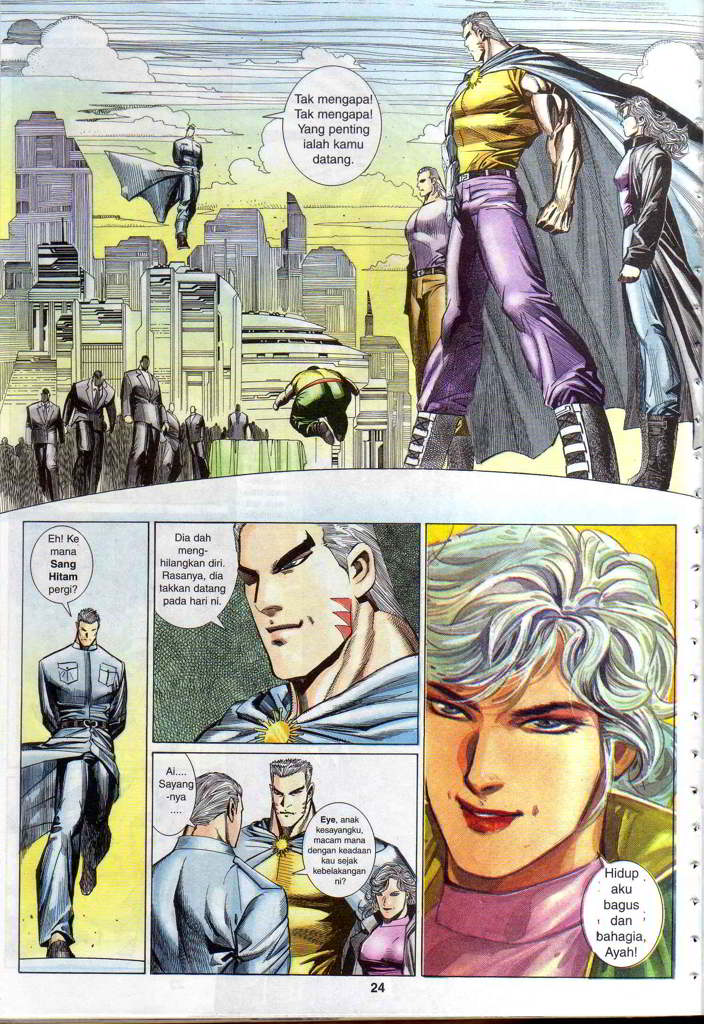 Tak mengapa!
Tak mengapa!
Yang penting
ialah kamu
datang.
Eh! Ke
mana
Sang
Hitam
pergi?
Dia dah
meng-
hilangkan diri.
Rasanya, dia
takkan datang
pada hari ni.
Ai....
Sayang
-nya
....
Eye, anak
kesayangku,
macam mana
dengan keadaan
kau sejak
kebelakangan
ni?
Hidup
aku
bagus
dan
bahagia,
Ayah!
24